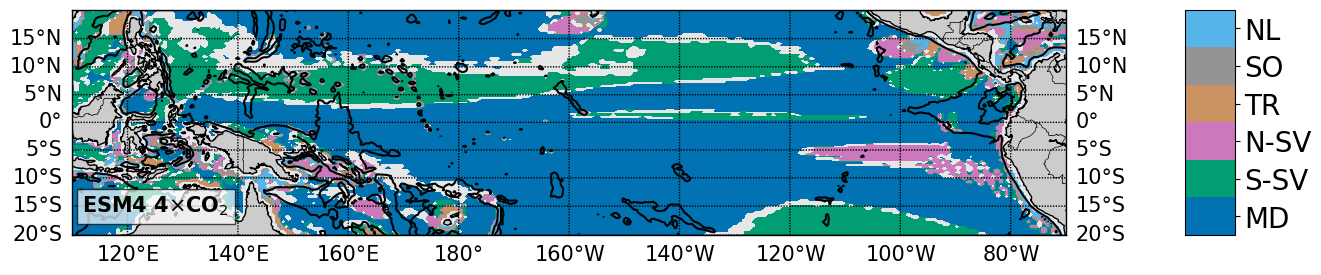 15°N 15°N
10°N 10°N
5°N 5°N
0° 0°
5°S 5°S
10°S 10°S
15°S 15°S
20°S 20°S
ESM4 4×CO₂
120°E 140°E 160°E 180° 160°W 140°W 120°W 100°W 80°W
NL
SO
TR
N-SV
S-SV
MD